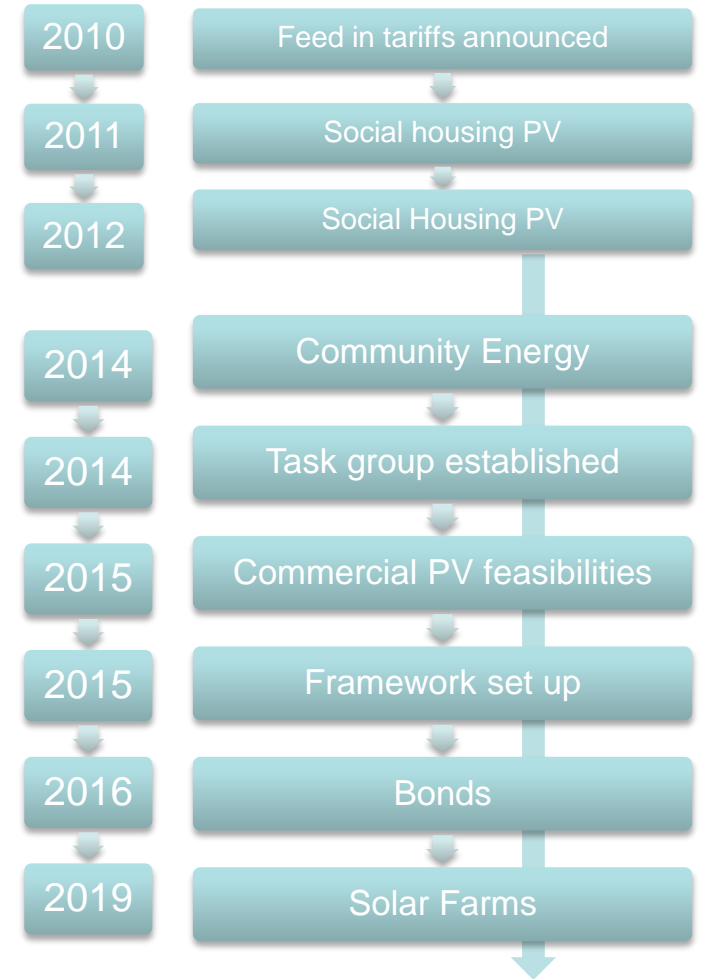 2010
Feed in tariffs announced
2011
Social housing PV
2012
Social Housing PV
2014
Community Energy
2014
Task group established
2015
Commercial PV feasibilities
2015
Framework set up
2016
Bonds
2019
Solar Farms